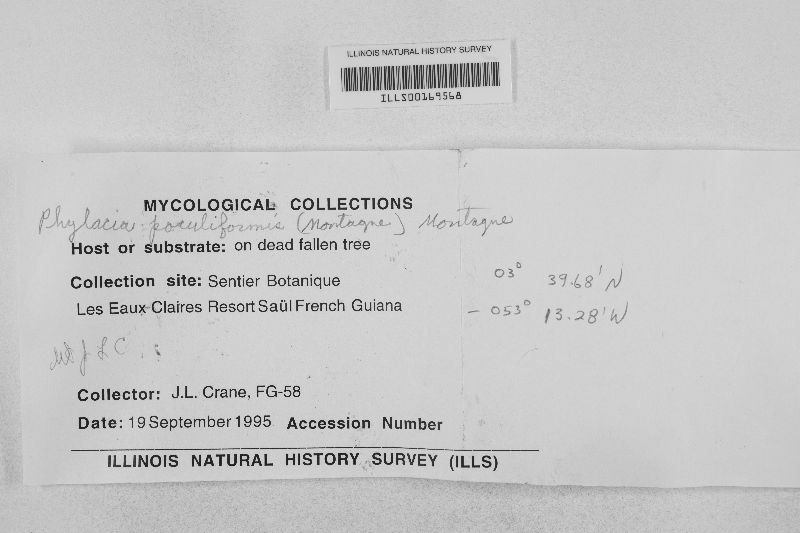 ILLINOIS NATURAL HISTORY SURVEY
ILLS00169568
MYCOLOGICAL COLLECTIONS
Phylacia poculiformis (Montagne) Montagne
Host or substrate: on dead fallen tree
Collection site: Sentier Botanique
Les Eaux Claires Resort Saül French Guiana
03° 39.68' N
- 053° 13.28' W
JLC
Collector: J.L. Crane, FG-58
Date: 19 September 1995 Accession Number
ILLINOIS NATURAL HISTORY SURVEY (ILLS)